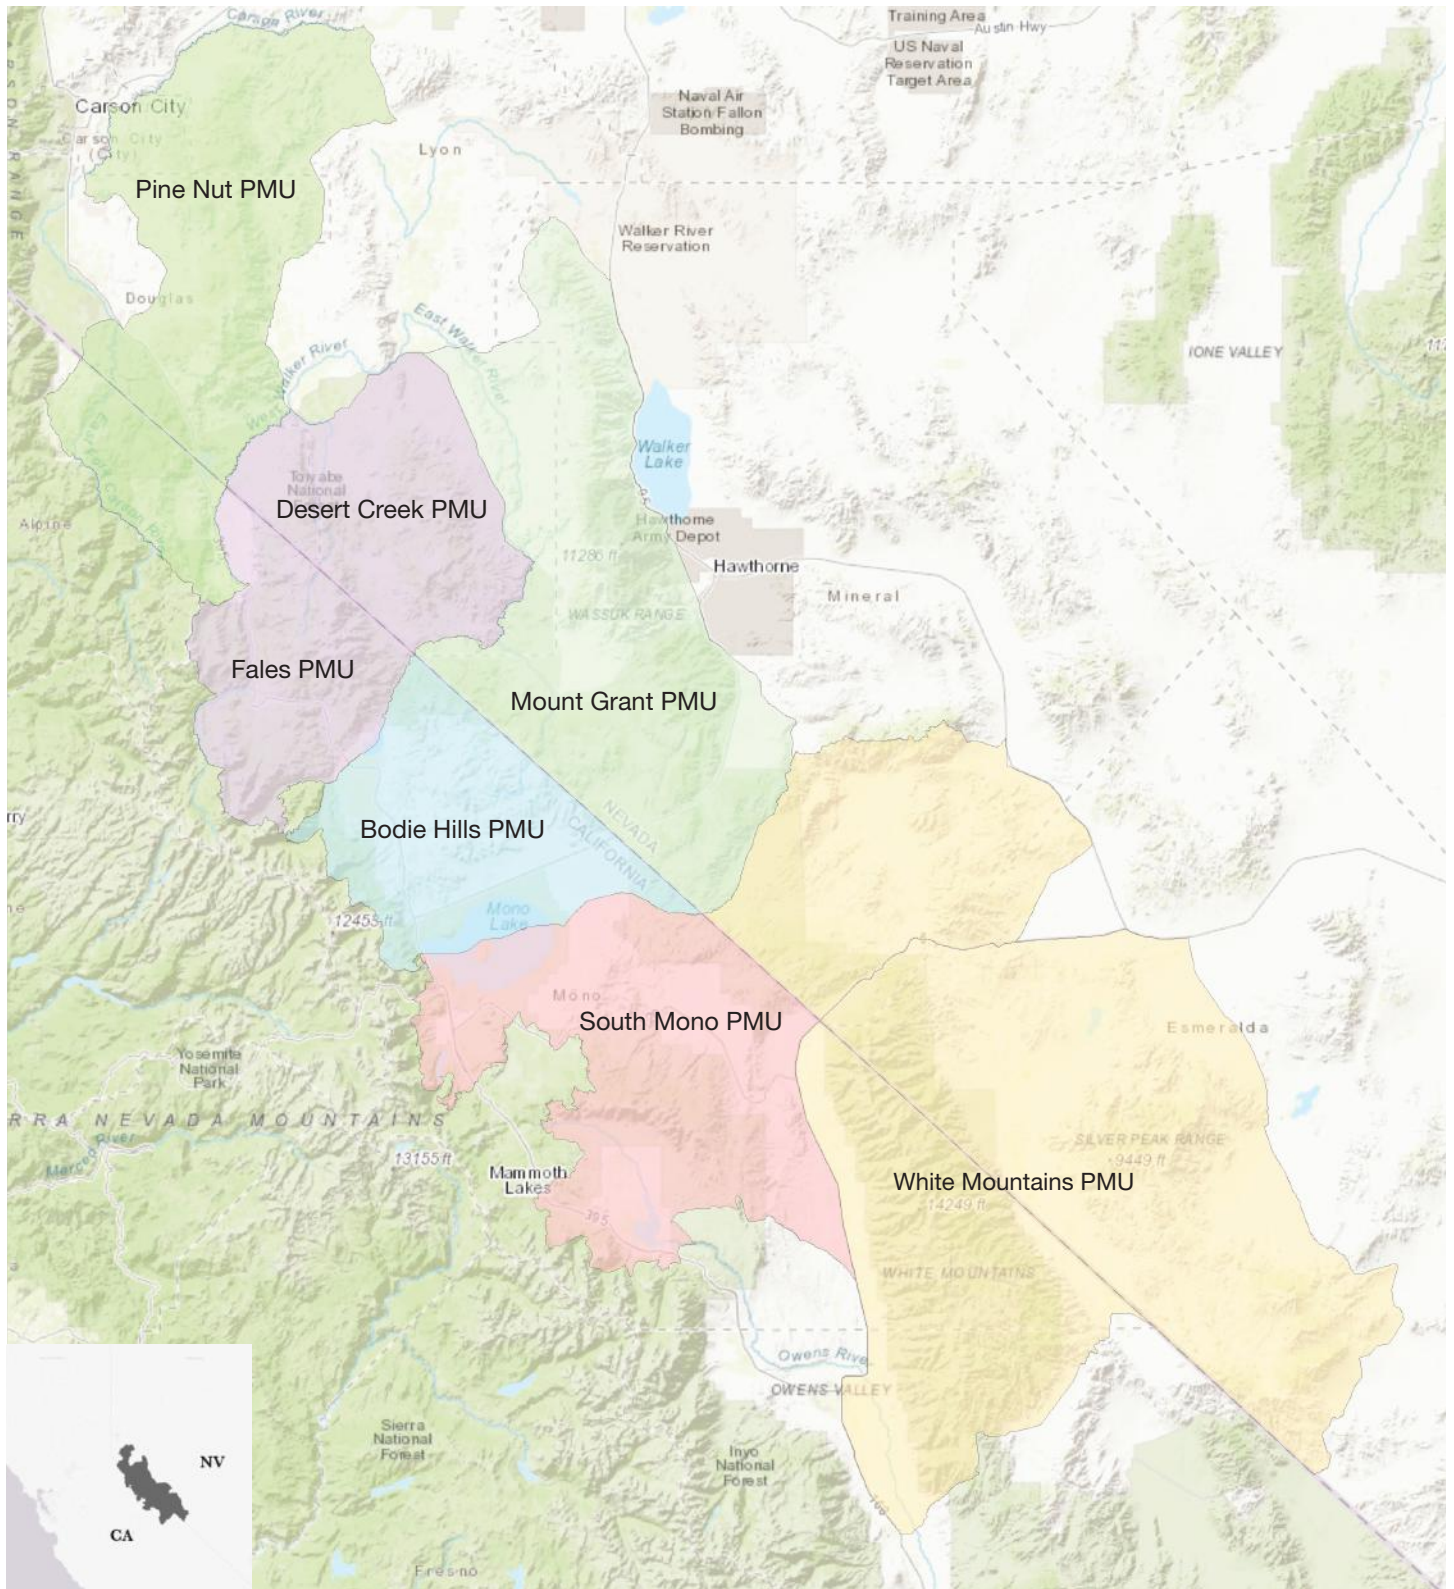 Carson River
Training Area
Austin Hwy
US Naval
Reservation
Target Area
Carson City
Carson City
(City)
Naval Air
Station Fallon
Bombing
Lyon
Pine Nut PMU
RANGE
Walker River
Reservation
Douglas
East Walker River
West Walker River
IONE VALLEY
Walker
Lake
Toiyabe
National
Desert Creek PMU
95
Alpine
Hawthorne
Army Depot
11286 ft
Hawthorne
Mineral
WASSUK RANGE
Fales PMU
Mount Grant PMU
NEVADA
CALIFORNIA
Bodie Hills PMU
Mono
Lake
12455 ft
Mono
South Mono PMU
Esmeralda
Yosemite
National
Park
RRA NEVADA MOUNTAINS
Merced River
13155 ft
SILVER PEAK RANGE
9449 ft
Mammoth
Lakes
White Mountains PMU
14249 ft
395
WHITE MOUNTAINS
Owens River
OWENS VALLEY
Sierra
National
Forest
Inyo
National
Forest
168
NV
CA
Fresno